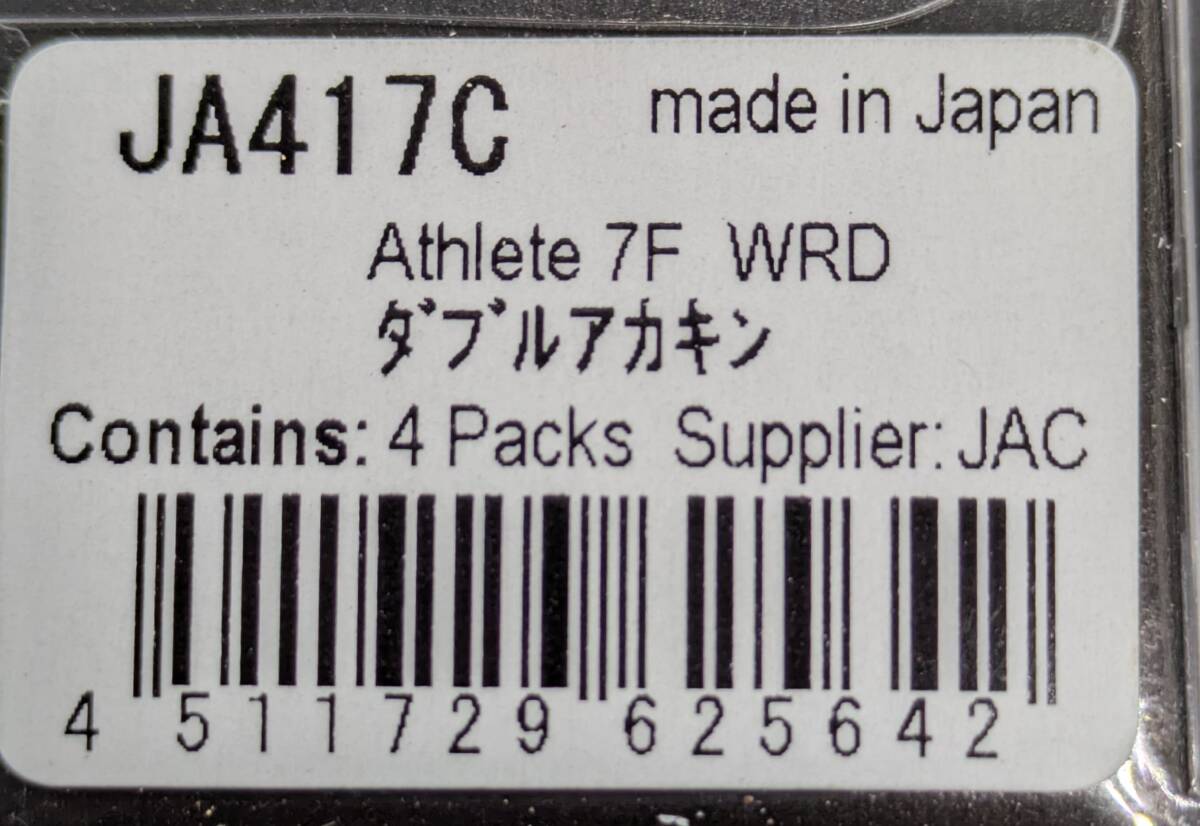 JA417C made in Japan
Athlete 7F WRD
ﾀﾞﾌﾞﾙｱｶｷﾝ
Contains: 4 Packs Supplier: JAC
4 511729 625642